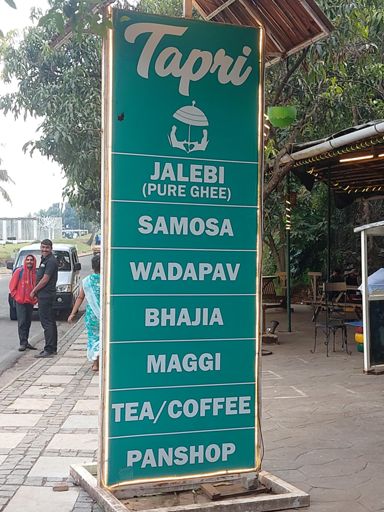 Tapri
JALEBI
(PURE GHEE)
SAMOSA
WADAPAV
BHAJIA
MAGGI
TEA/COFFEE
PANSHOP